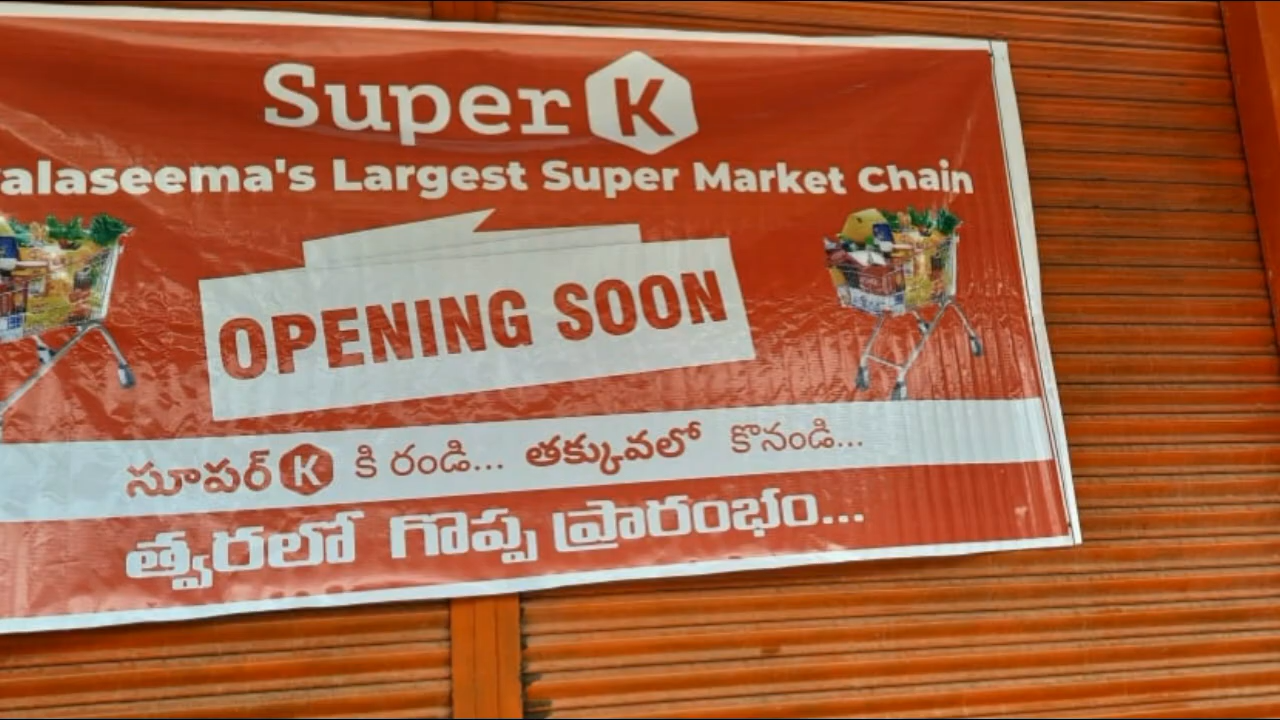 Super K
alaseema's Largest Super Market Chain
OPENING SOON
సూపర్ K కి రండి... తక్కువలో కొనండి...
త్వరలో గొప్ప ప్రారంభం...